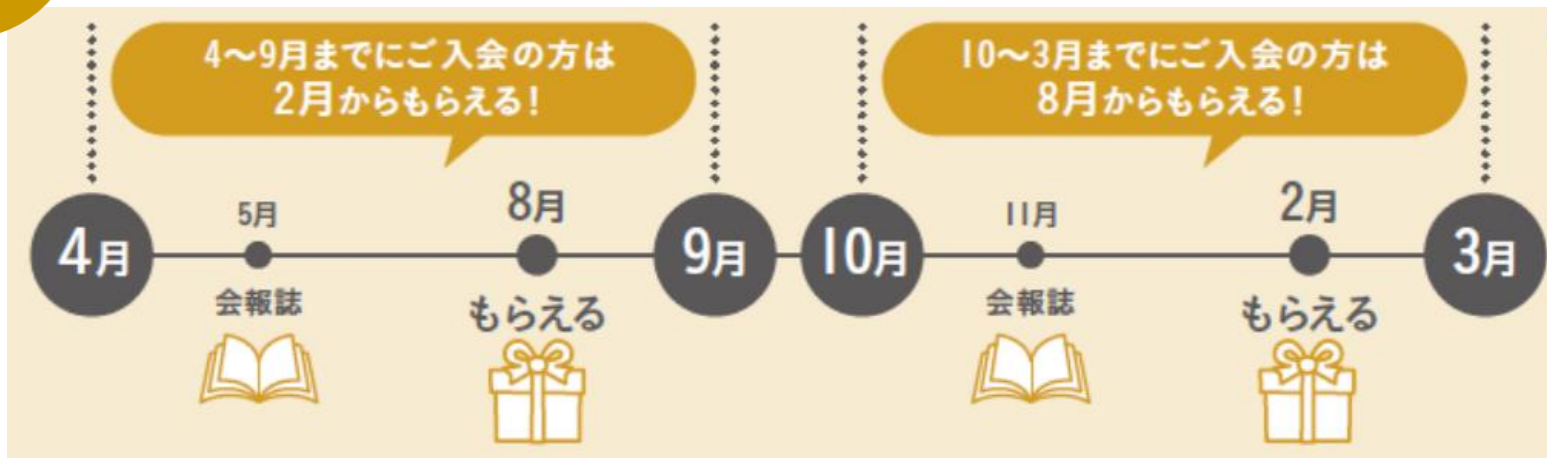 4～9月までにご入会の方は
2月からもらえる！
10～3月までにご入会の方は
8月からもらえる！
4月
5月
会報誌
8月
もらえる
9月
10月
11月
会報誌
2月
もらえる
3月